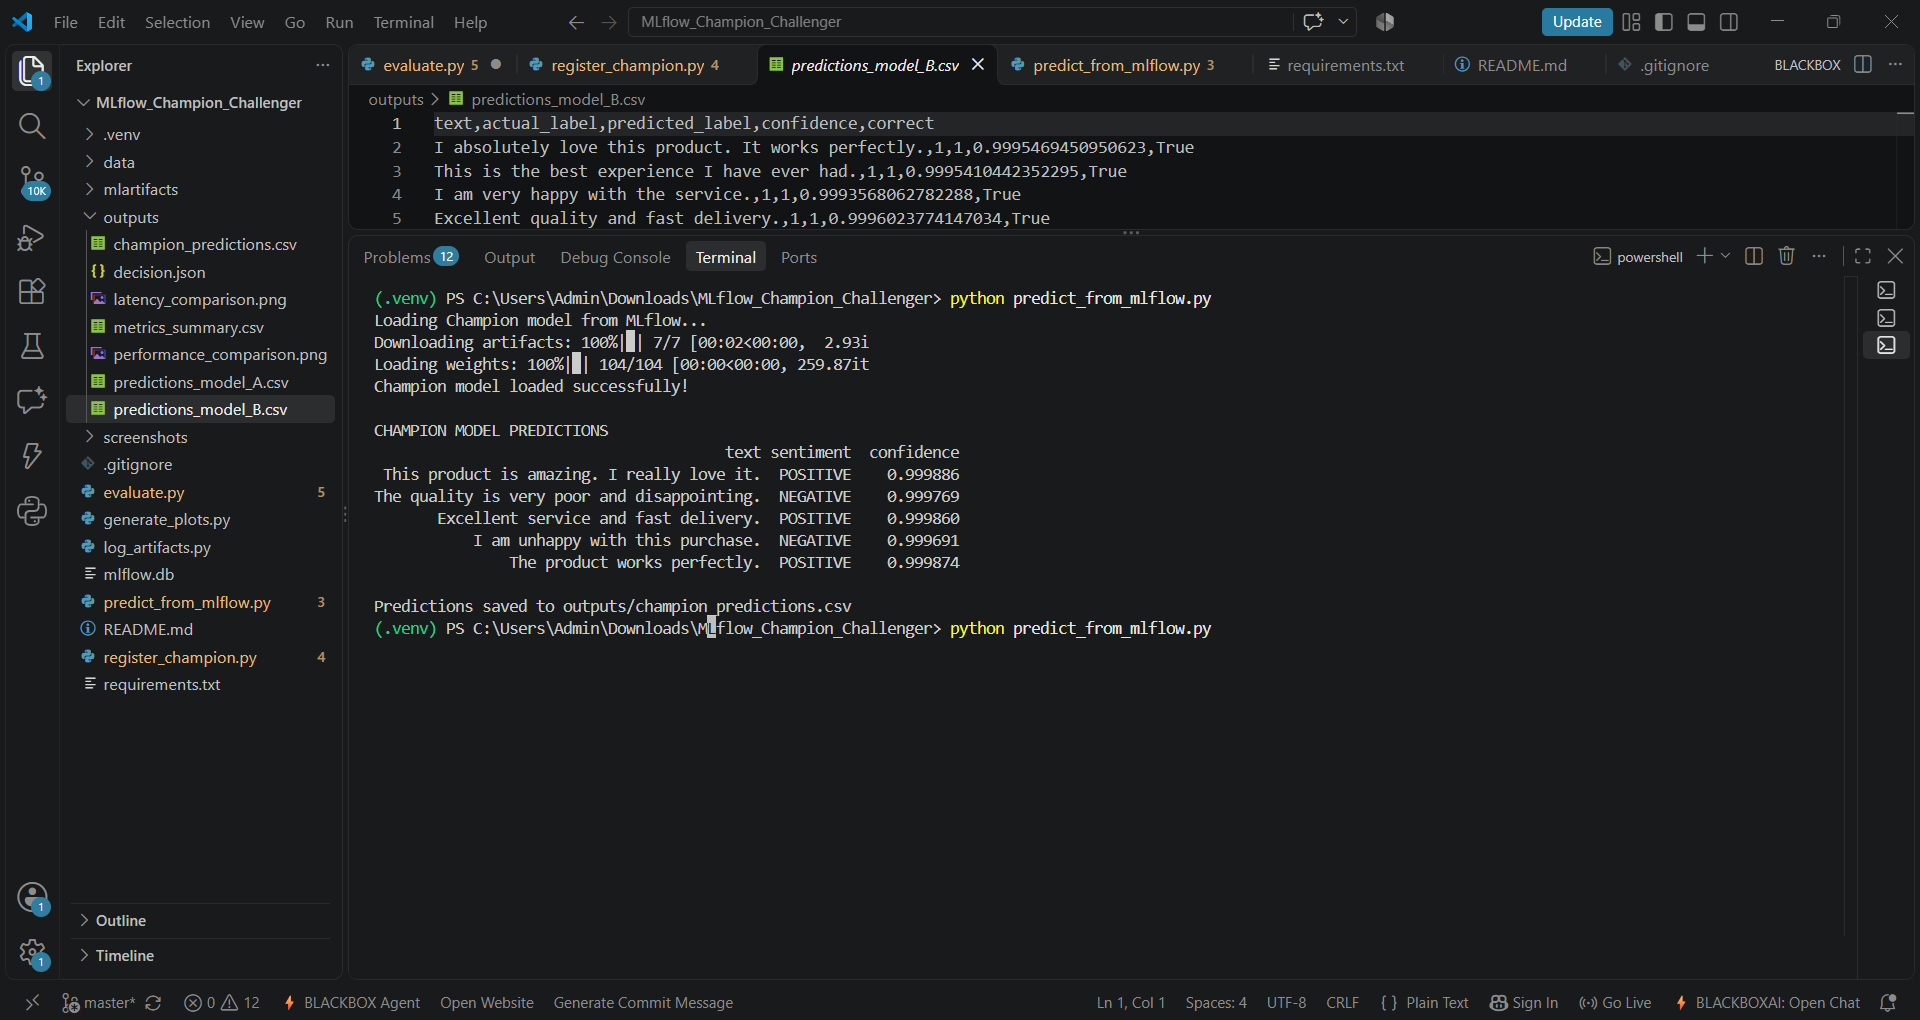 File Edit Selection View Go Run Terminal Help
MLflow_Champion_Challenger
Update
Explorer
MLflow_Champion_Challenger
.venv
data
mlartifacts
outputs
champion_predictions.csv
decision.json
latency_comparison.png
metrics_summary.csv
performance_comparison.png
predictions_model_A.csv
predictions_model_B.csv
screenshots
.gitignore
evaluate.py 5
generate_plots.py
log_artifacts.py
mlflow.db
predict_from_mlflow.py 3
README.md
register_champion.py 4
requirements.txt
Outline
Timeline
1
10K
1
1
evaluate.py 5 register_champion.py 4 predictions_model_B.csv predict_from_mlflow.py 3 requirements.txt README.md .gitignore BLACKBOX
outputs > predictions_model_B.csv
1 text,actual_label,predicted_label,confidence,correct
2 I absolutely love this product. It works perfectly.,1,1,0.9995469450950623,True
3 This is the best experience I have ever had.,1,1,0.9995410442352295,True
4 I am very happy with the service.,1,1,0.9993568062782288,True
5 Excellent quality and fast delivery.,1,1,0.9996023774147034,True
Problems 12 Output Debug Console Terminal Ports
powershell
(.venv) PS C:\Users\Admin\Downloads\MLflow_Champion_Challenger> python predict_from_mlflow.py
Loading Champion model from MLflow...
Downloading artifacts: 100%|█| 7/7 [00:02<00:00,  2.93i
Loading weights: 100%|█| 104/104 [00:00<00:00, 259.87it
Champion model loaded successfully!
CHAMPION MODEL PREDICTIONS
text sentiment confidence
This product is amazing. I really love it. POSITIVE 0.999886
The quality is very poor and disappointing. NEGATIVE 0.999769
Excellent service and fast delivery. POSITIVE 0.999860
I am unhappy with this purchase. NEGATIVE 0.999691
The product works perfectly. POSITIVE 0.999874
Predictions saved to outputs/champion_predictions.csv
(.venv) PS C:\Users\Admin\Downloads\MLflow_Champion_Challenger> python predict_from_mlflow.py
master* 0 12 BLACKBOX Agent Open Website Generate Commit Message Ln 1, Col 1 Spaces: 4 UTF-8 CRLF {} Plain Text Sign In Go Live BLACKBOXAI: Open Chat